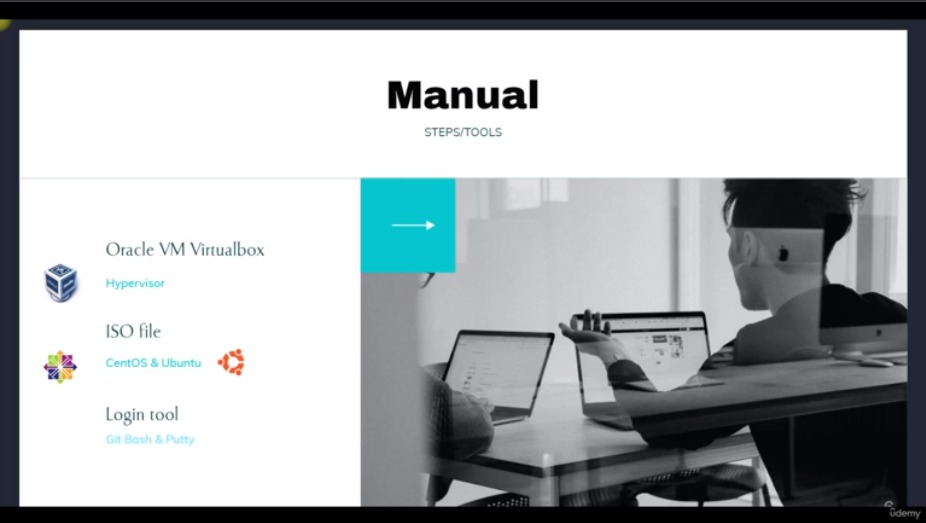 Manual
STEPS/TOOLS
Oracle VM Virtualbox
Hypervisor
ISO file
CentOS & Ubuntu
Login tool
Git Bash & Putty
udemy